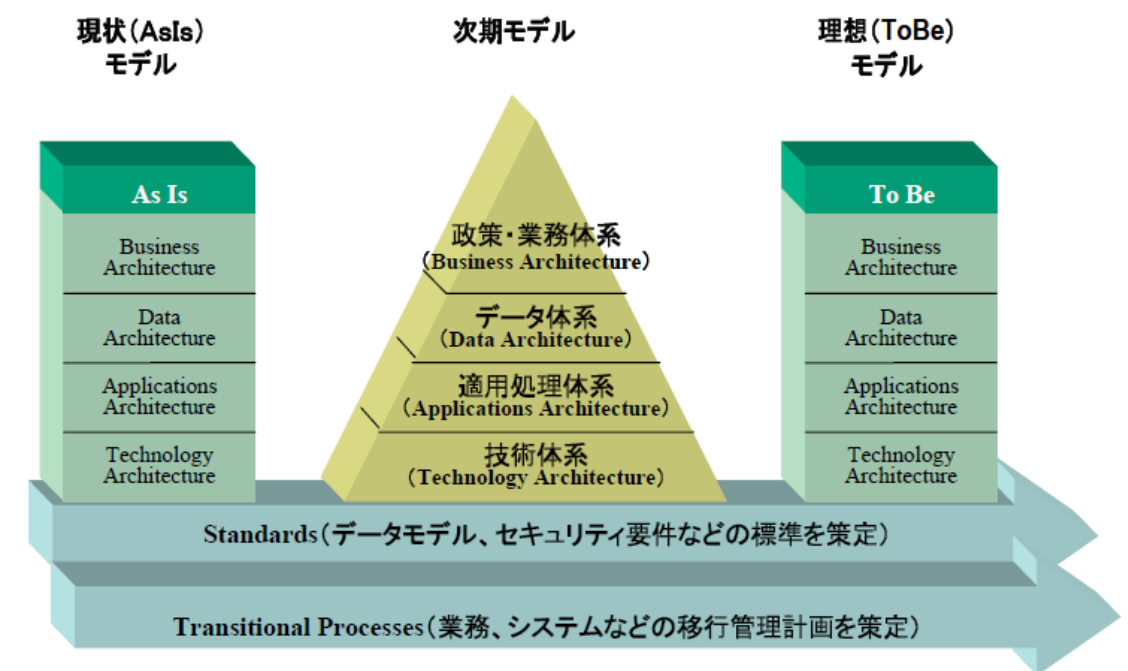 現状（AsIs）
モデル
次期モデル
理想（ToBe）
モデル
As Is
Business
Architecture
Data
Architecture
Applications
Architecture
Technology
Architecture
政策・業務体系
（Business Architecture）
データ体系
（Data Architecture）
適用処理体系
（Applications Architecture）
技術体系
（Technology Architecture）
To Be
Business
Architecture
Data
Architecture
Applications
Architecture
Technology
Architecture
Standards（データモデル、セキュリティ要件などの標準を策定）
Transitional Processes（業務、システムなどの移行管理計画を策定）